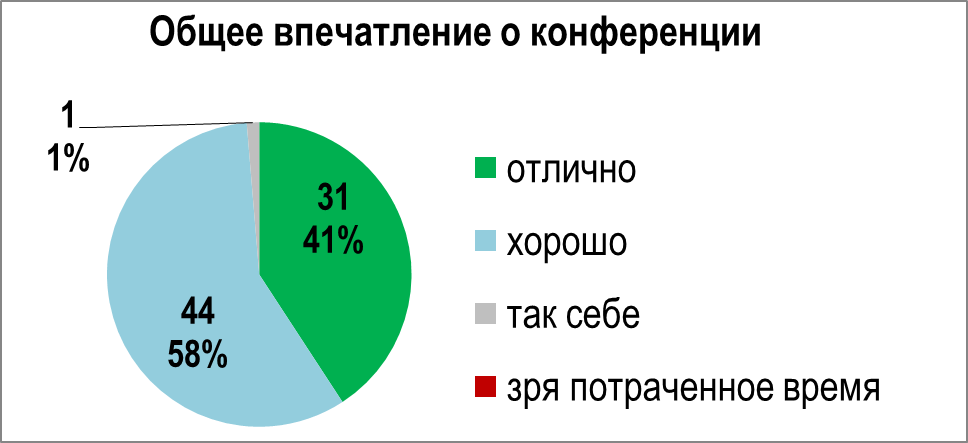 Общее впечатление о конференции
1
1%
31
41%
44
58%
отлично
хорошо
так себе
зря потраченное время